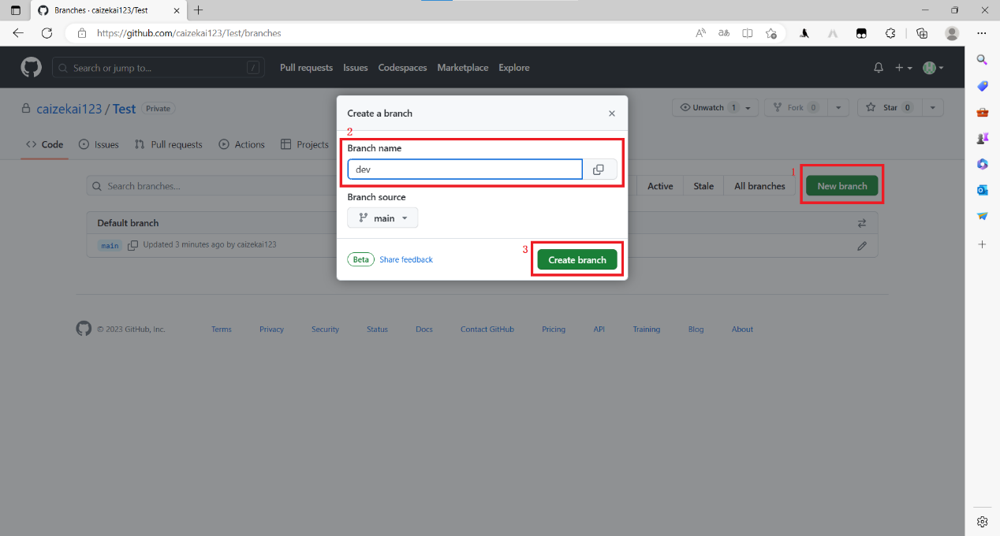 Branches · caizekai123/Test
https://github.com/caizekai123/Test/branches
Search or jump to... /
Pull requests Issues Codespaces Marketplace Explore
caizekai123 / Test Private
Unwatch 1 Fork 0 Star 0
Code Issues Pull requests Actions Projects
Create a branch
2
Branch name
dev
Branch source
main
Beta Share feedback
3
Create branch
Search branches...
Active Stale All branches
1
New branch
Default branch
main Updated 3 minutes ago by caizekai123
© 2023 GitHub, Inc. Terms Privacy Security Status Docs Contact GitHub Pricing API Training Blog About